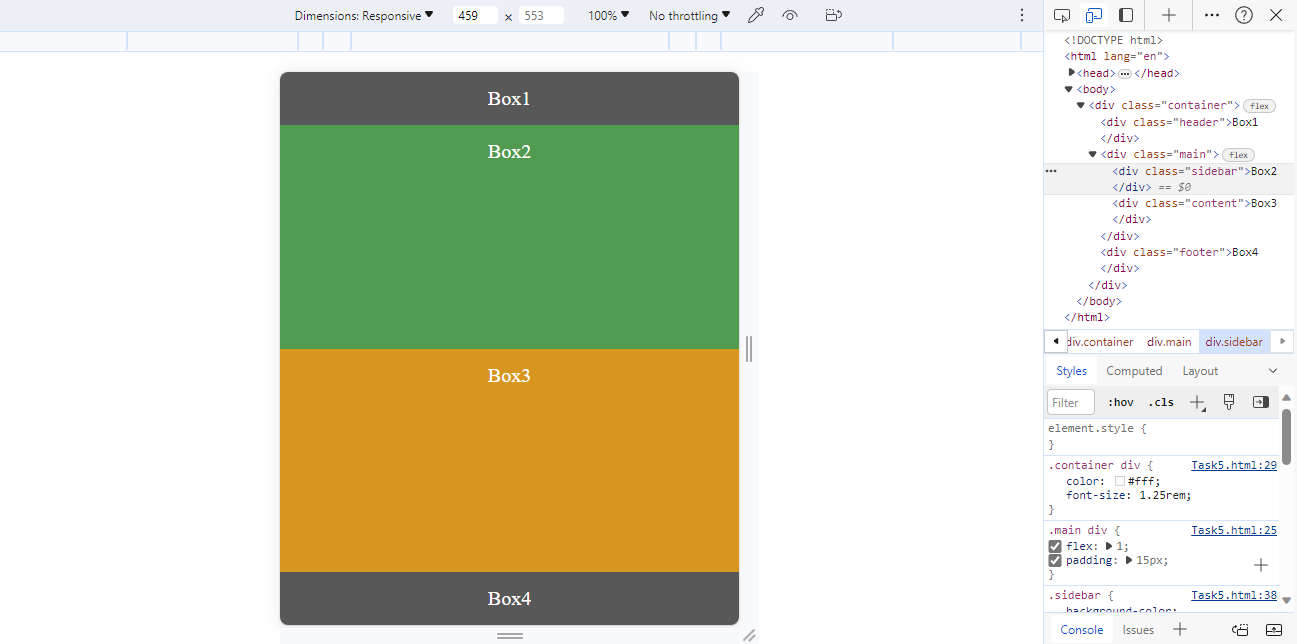 Dimensions: Responsive 459 x 553 100% No throttling
Box1
Box2
Box3
Box4
<!DOCTYPE html>
<html lang="en">
<head> </head>
<body>
<div class="container"> flex
<div class="header">Box1
</div>
<div class="main"> flex
<div class="sidebar">Box2
</div> == $0
<div class="content">Box3
</div>
</div>
<div class="footer">Box4
</div>
</div>
</body>
</html>
div.container div.main div.sidebar
Styles Computed Layout
Filter :hov .cls
element.style {
}
.container div { Task5.html:29
color: #fff;
font-size: 1.25rem;
}
.main div { Task5.html:25
flex: 1;
padding: 15px;
}
.sidebar { Task5.html:38
background-color:
Console Issues